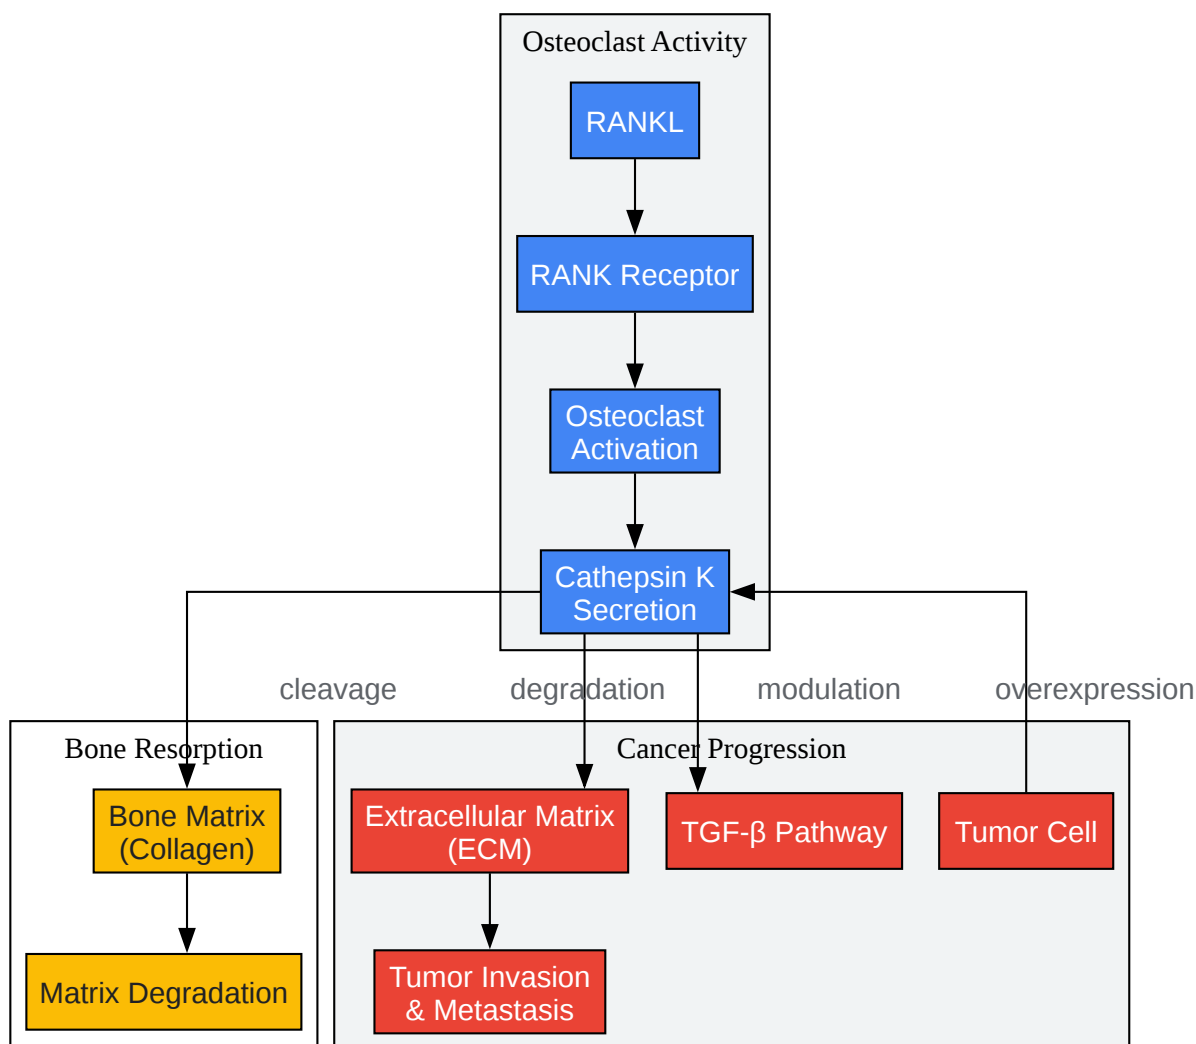 Osteoclast Activity
RANKL
RANK Receptor
Osteoclast
Activation
Cathepsin K
Secretion
cleavage
degradation
modulation
overexpression
Bone Resorption
Cancer Progression
Bone Matrix
(Collagen)
Extracellular Matrix
(ECM)
TGF-β Pathway
Tumor Cell
Matrix Degradation
Tumor Invasion
& Metastasis